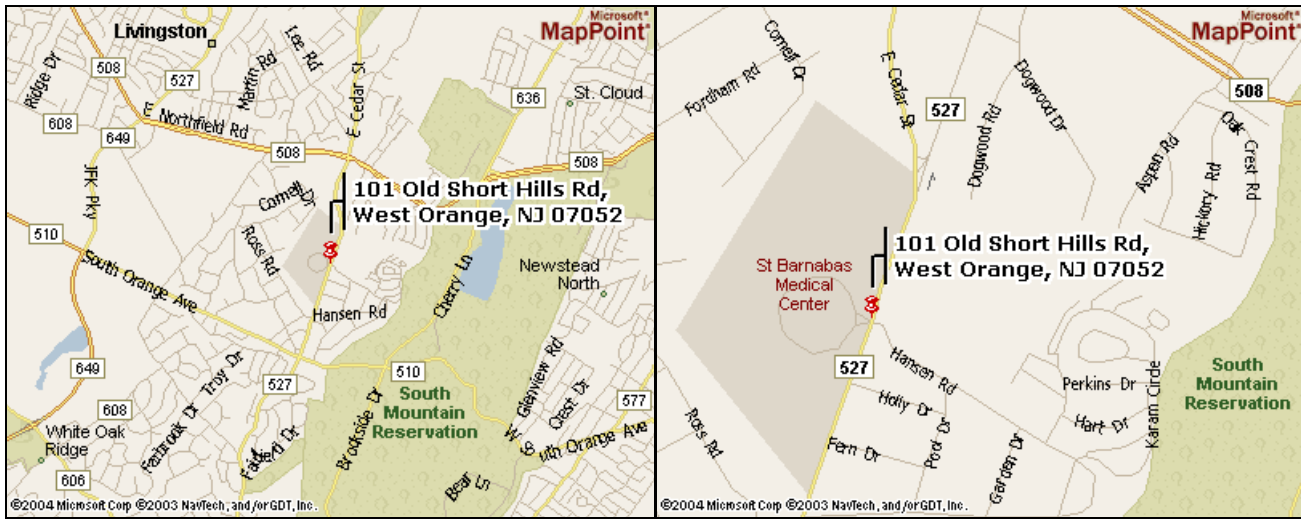 Microsoft®
MapPoint®
Livingston
508
527
Ridge Dr
Martin Rd
Lee Rd
E Cedar St
636
St. Cloud
608
649
E Northfield Rd
508
508
JFK Pky
Cornell Dr
101 Old Short Hills Rd,
West Orange, NJ 07052
510
Ross Rd
South Orange Ave
Cherry Ln
Newstead
North
Hansen Rd
649
Troy Dr
527
510
Glenview Rd
Crest Dr
577
608
Farmook Dr
South
Mountain
Reservation
Brookside Dr
White Oak
Ridge
606
Bear Ln
uth Orange Ave
©2004 Microsoft Corp ©2003 NavTech, and/or GDT, Inc.
Microsoft®
MapPoint®
Cornell Dr
Fordham Rd
E Cedar St
527
Dogwood Rd
Dogwood Dr
508
Oak
Crest Rd
Aspen Rd
Hickory Rd
101 Old Short Hills Rd,
West Orange, NJ 07052
St Barnabas
Medical
Center
527
Hansen Rd
Perkins Dr
Karam Circle
South
Mountain
Reservation
Holly Dr
Hart Dr
Ross Rd
Fern Dr
Pool Dr
Garden Dr
©2004 Microsoft Corp ©2003 NavTech, and/or GDT, Inc.